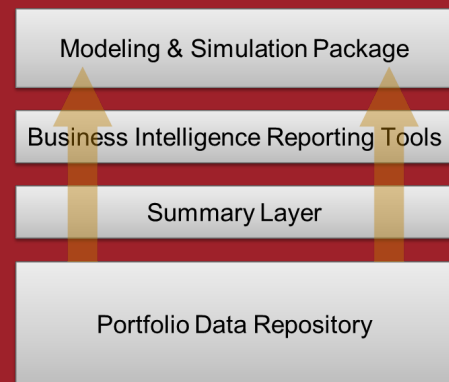 Modeling & Simulation Package
Business Intelligence Reporting Tools
Summary Layer
Portfolio Data Repository